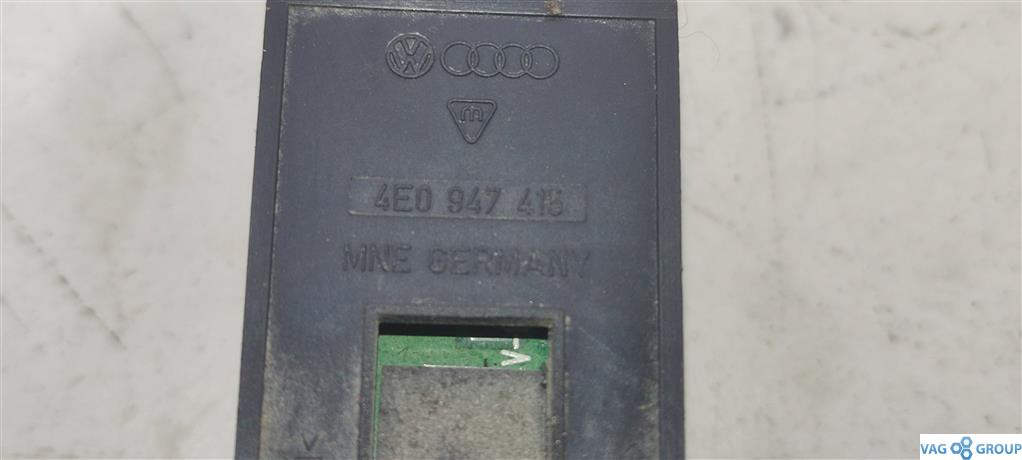 4E0 947 415
MNE GERMANY
VAG GROUP